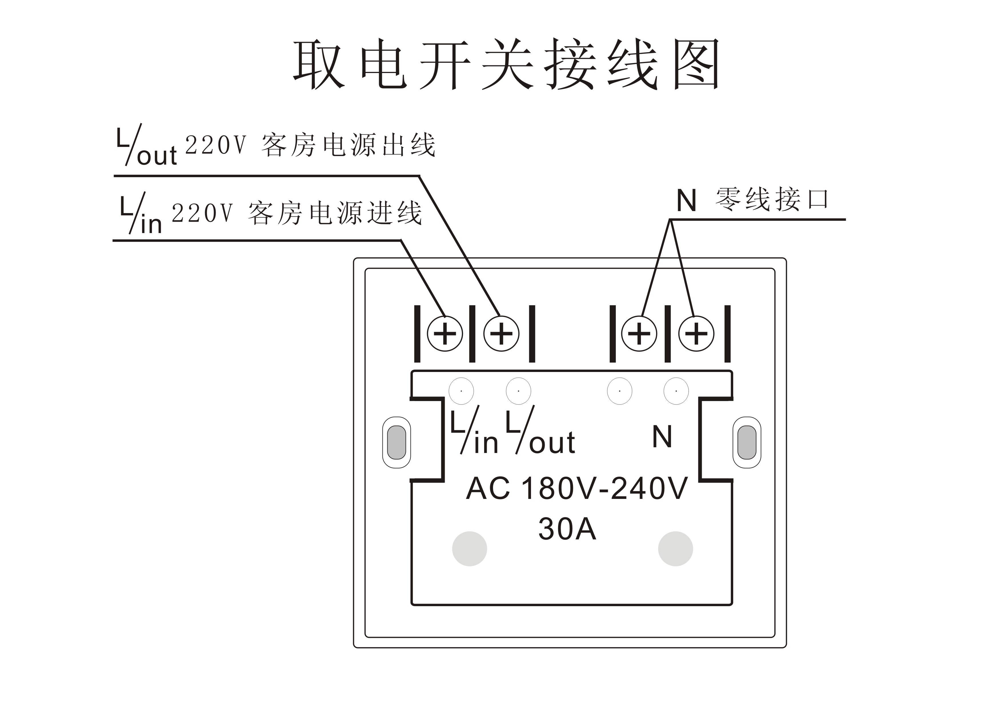 取电开关接线图
L/out 220V 客房电源出线
L/in 220V 客房电源进线
N 零线接口
L/in L/out N
AC 180V-240V
30A